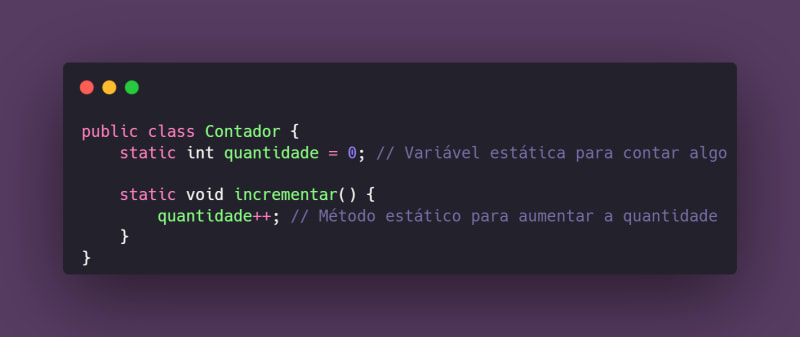 public class Contador {
    static int quantidade = 0; // Variável estática para contar algo
    static void incrementar() {
        quantidade++; // Método estático para aumentar a quantidade
    }
}